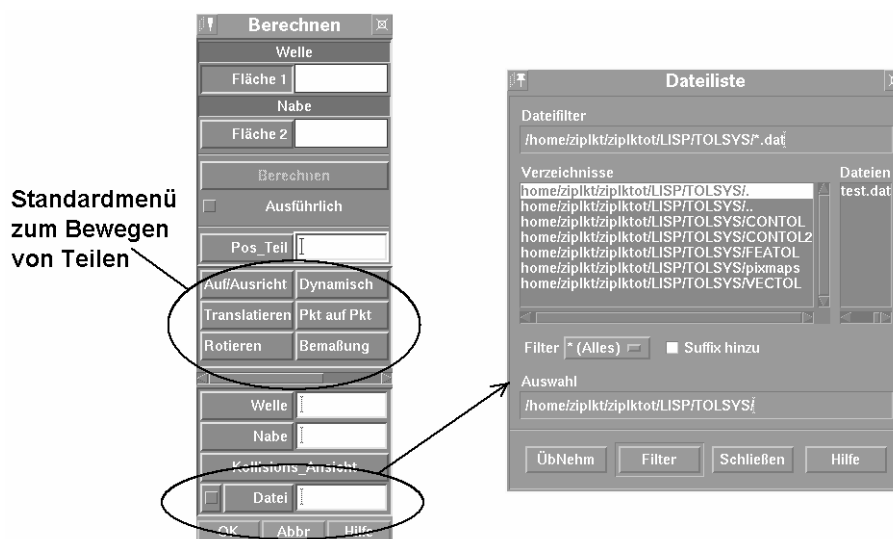 Berechnen
Welle
Fläche 1
Nabe
Fläche 2
Berechnen
Ausführlich
Pos_Teil
Auf/Ausricht Dynamisch
Translatieren Pkt auf Pkt
Rotieren Bemaßung
Welle
Nabe
Kollisions_Ansicht
Datei
OK Abbr Hilfe
Standardmenü
zum Bewegen
von Teilen
Dateiliste
Dateifilter
/home/ziplkt/ziplktot/LISP/TOLSYS/*.dat
Verzeichnisse
home/ziplkt/ziplktot/LISP/TOLSYS/.
home/ziplkt/ziplktot/LISP/TOLSYS/..
home/ziplkt/ziplktot/LISP/TOLSYS/CONTOL
home/ziplkt/ziplktot/LISP/TOLSYS/CONTOL2
home/ziplkt/ziplktot/LISP/TOLSYS/FEATOL
home/ziplkt/ziplktot/LISP/TOLSYS/pixmaps
home/ziplkt/ziplktot/LISP/TOLSYS/VECTOL
Dateien
test.dat
Filter * (Alles) Suffix hinzu
Auswahl
/home/ziplkt/ziplktot/LISP/TOLSYS/
ÜbNehm Filter Schließen Hilfe